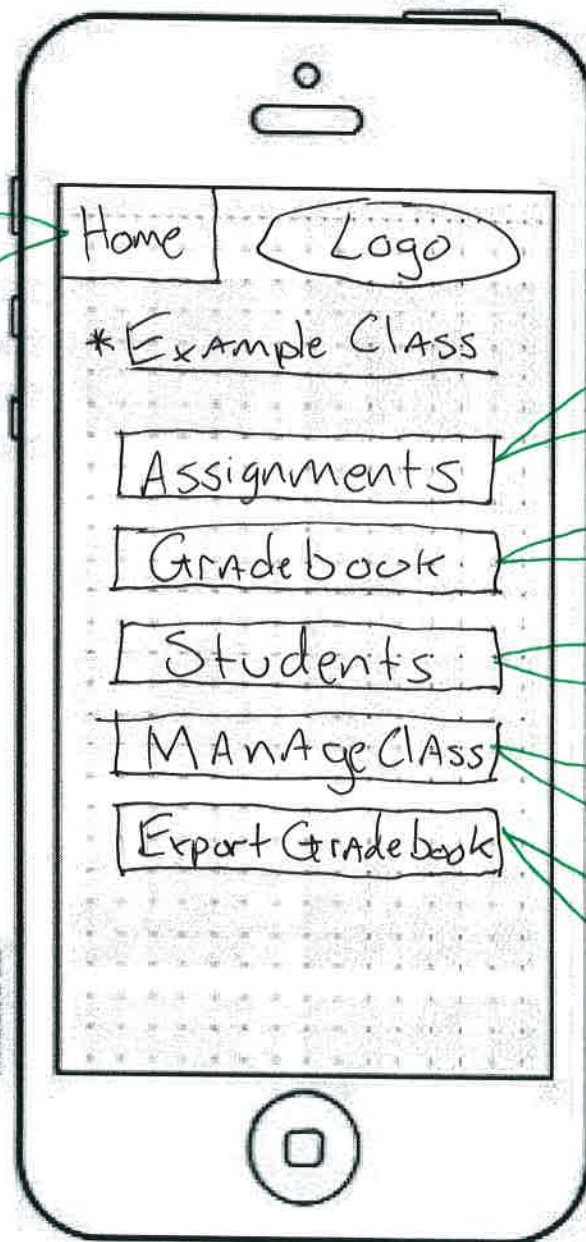 Home Logo
* Example Class
Assignments
Gradebook
Students
Manage Class
Export Gradebook